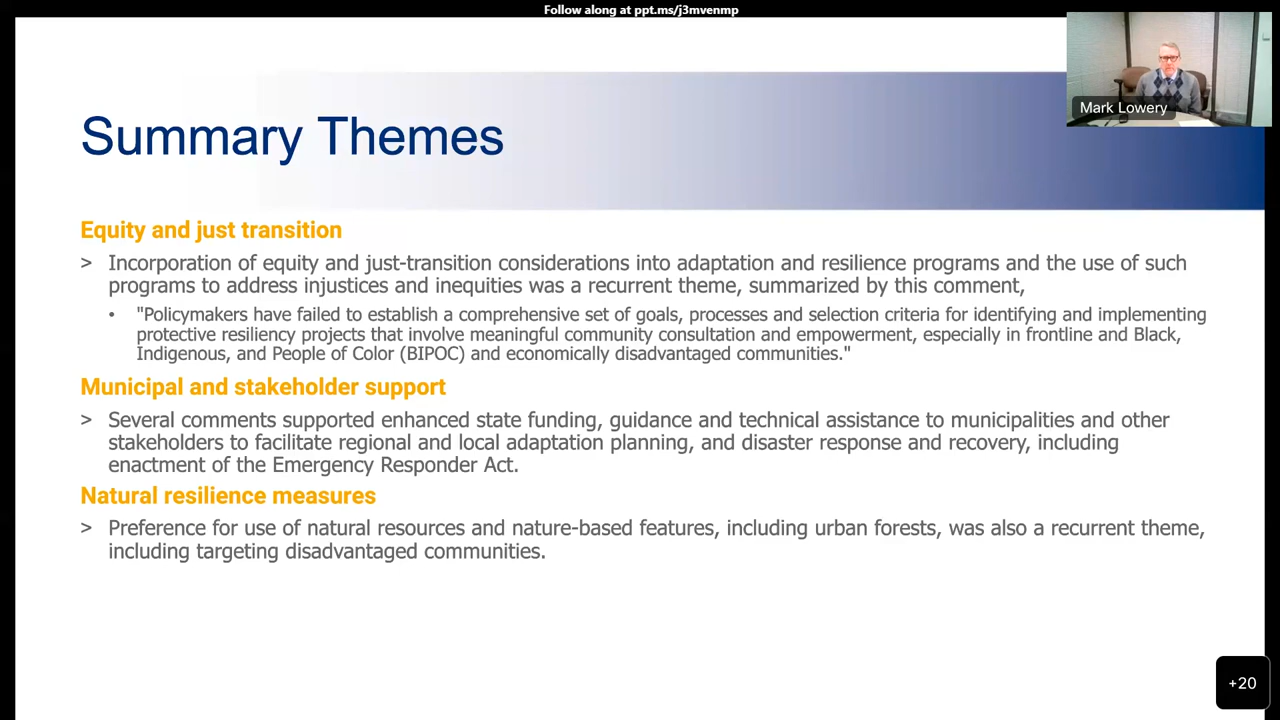 Follow along at ppt.ms/j3mvenmp
Mark Lowery
Summary Themes
Equity and just transition
> Incorporation of equity and just-transition considerations into adaptation and resilience programs and the use of such
programs to address injustices and inequities was a recurrent theme, summarized by this comment,
• "Policymakers have failed to establish a comprehensive set of goals, processes and selection criteria for identifying and implementing
protective resiliency projects that involve meaningful community consultation and empowerment, especially in frontline and Black,
Indigenous, and People of Color (BIPOC) and economically disadvantaged communities."
Municipal and stakeholder support
> Several comments supported enhanced state funding, guidance and technical assistance to municipalities and other
stakeholders to facilitate regional and local adaptation planning, and disaster response and recovery, including
enactment of the Emergency Responder Act.
Natural resilience measures
> Preference for use of natural resources and nature-based features, including urban forests, was also a recurrent theme,
including targeting disadvantaged communities.
+20